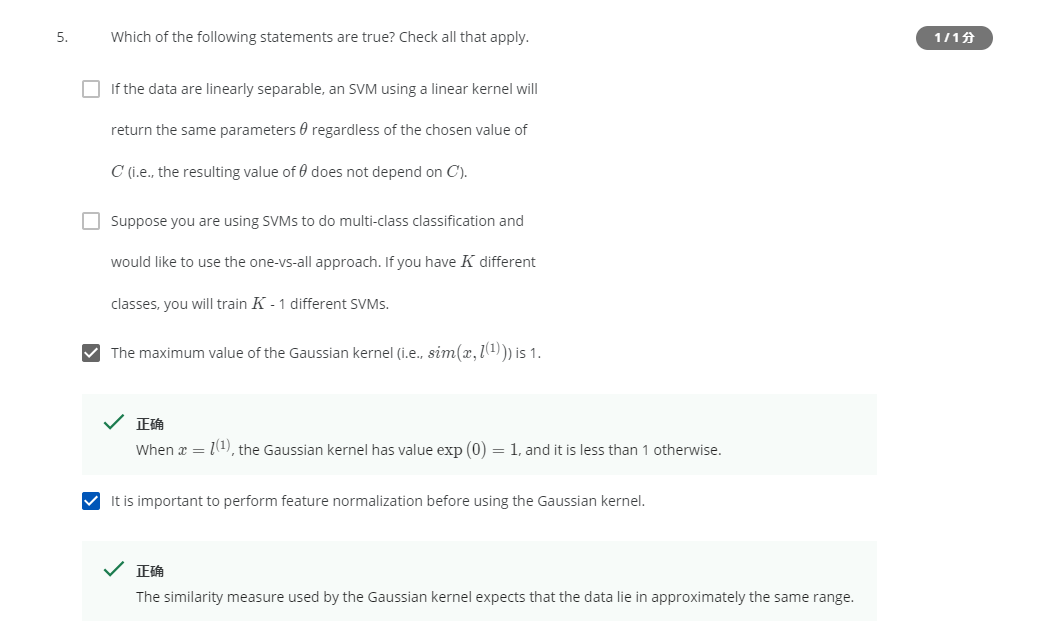 5. Which of the following statements are true? Check all that apply. 1 / 1 分
If the data are linearly separable, an SVM using a linear kernel will
return the same parameters θ regardless of the chosen value of
C (i.e., the resulting value of θ does not depend on C).
Suppose you are using SVMs to do multi-class classification and
would like to use the one-vs-all approach. If you have K different
classes, you will train K - 1 different SVMs.
The maximum value of the Gaussian kernel (i.e., sim(x, l^(1))) is 1.
正确
When x = l^(1), the Gaussian kernel has value exp (0) = 1, and it is less than 1 otherwise.
It is important to perform feature normalization before using the Gaussian kernel.
正确
The similarity measure used by the Gaussian kernel expects that the data lie in approximately the same range.